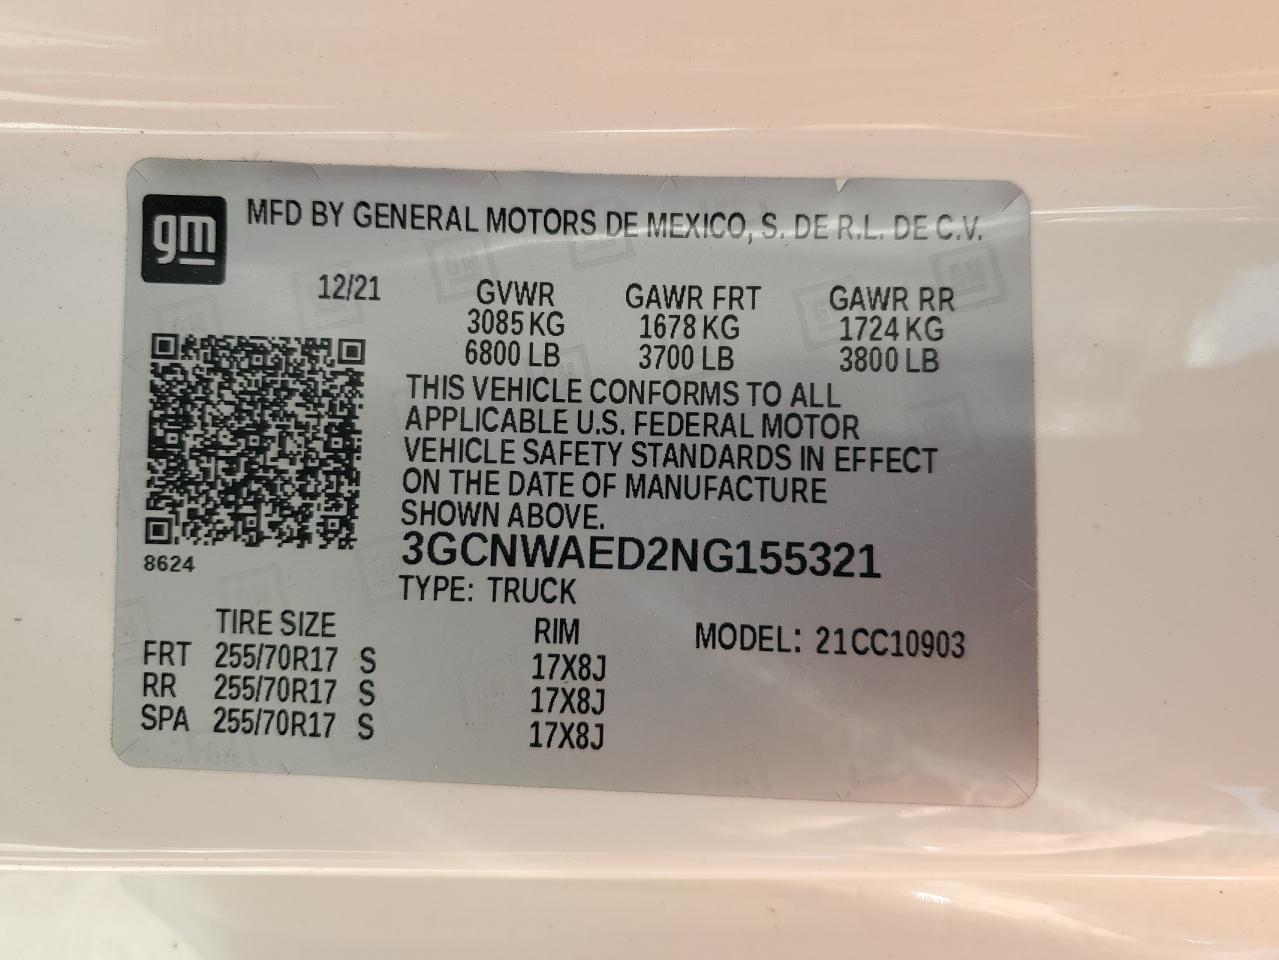 gm MFD BY GENERAL MOTORS DE MEXICO, S. DE R.L. DE C.V.
12/21 GVWR GAWR FRT GAWR RR
3085 KG 1678 KG 1724 KG
6800 LB 3700 LB 3800 LB
THIS VEHICLE CONFORMS TO ALL
APPLICABLE U.S. FEDERAL MOTOR
VEHICLE SAFETY STANDARDS IN EFFECT
ON THE DATE OF MANUFACTURE
SHOWN ABOVE.
3GCNWAED2NG155321
8624
TYPE: TRUCK
TIRE SIZE RIM MODEL: 21CC10903
FRT 255/70R17 S 17X8J
RR 255/70R17 S 17X8J
SPA 255/70R17 S 17X8J